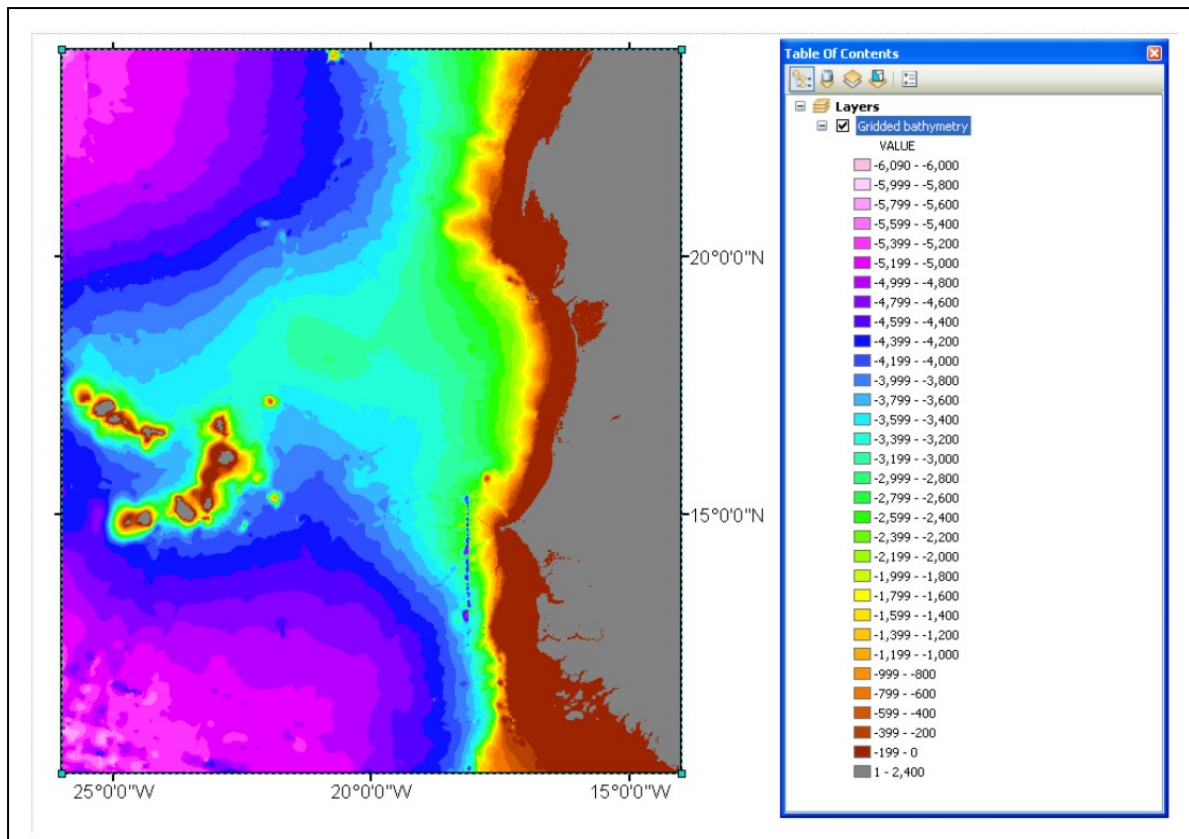 20°0'0"N
15°0'0"N
25°0'0"W
20°0'0"W
15°0'0"W
Table Of Contents
Layers
Gridded bathymetry
VALUE
-6,090 - -6,000
-5,999 - -5,800
-5,799 - -5,600
-5,599 - -5,400
-5,399 - -5,200
-5,199 - -5,000
-4,999 - -4,800
-4,799 - -4,600
-4,599 - -4,400
-4,399 - -4,200
-4,199 - -4,000
-3,999 - -3,800
-3,799 - -3,600
-3,599 - -3,400
-3,399 - -3,200
-3,199 - -3,000
-2,999 - -2,800
-2,799 - -2,600
-2,599 - -2,400
-2,399 - -2,200
-2,199 - -2,000
-1,999 - -1,800
-1,799 - -1,600
-1,599 - -1,400
-1,399 - -1,200
-1,199 - -1,000
-999 - -800
-799 - -600
-599 - -400
-399 - -200
-199 - 0
1 - 2,400